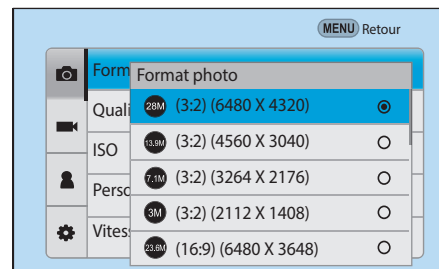 MENU Retour
Form
Format photo
Quali
28M (3:2) (6480 X 4320)
ISO
13.9M (3:2) (4560 X 3040)
7.1M (3:2) (3264 X 2176)
Perso
3M (3:2) (2112 X 1408)
Vites
23.6M (16:9) (6480 X 3648)